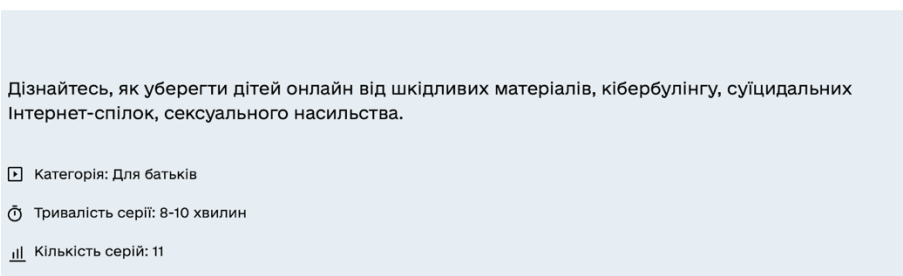 Дізнайтесь, як уберегти дітей онлайн від шкідливих матеріалів, кібербулінгу, суїцидальних
Інтернет-спілок, сексуального насильства.
Категорія: Для батьків
Тривалість серії: 8-10 хвилин
Кількість серій: 11